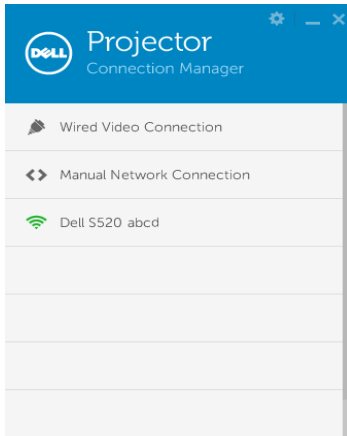 DELL
Projector
Connection Manager
Wired Video Connection
Manual Network Connection
Dell S520 abcd